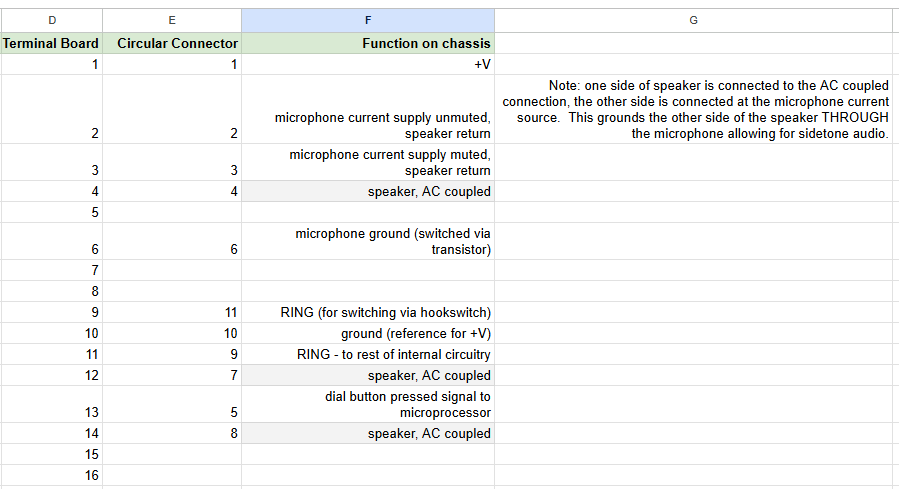 D E F G
Terminal Board Circular Connector Function on chassis
1 1 +V
Note: one side of speaker is connected to the AC coupled
connection, the other side is connected at the microphone current
source. This grounds the other side of the speaker THROUGH
the microphone allowing for sidetone audio.
microphone current supply unmuted,
2 2 speaker return
microphone current supply muted,
3 3 speaker return
4 4 speaker, AC coupled
5
microphone ground (switched via
6 6 transistor)
7
8
9 11 RING (for switching via hookswitch)
10 10 ground (reference for +V)
11 9 RING - to rest of internal circuitry
12 7 speaker, AC coupled
dial button pressed signal to
13 5 microprocessor
14 8 speaker, AC coupled
15
16